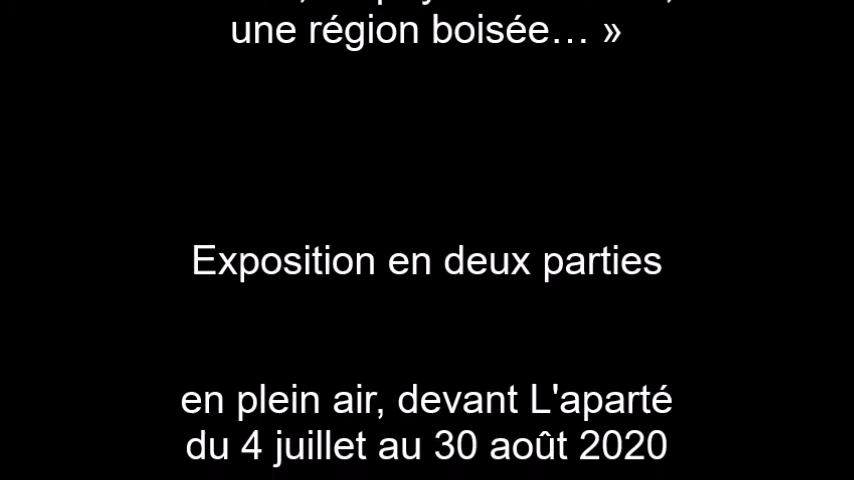 une région boisée… »
Exposition en deux parties
en plein air, devant L'aparté
du 4 juillet au 30 août 2020